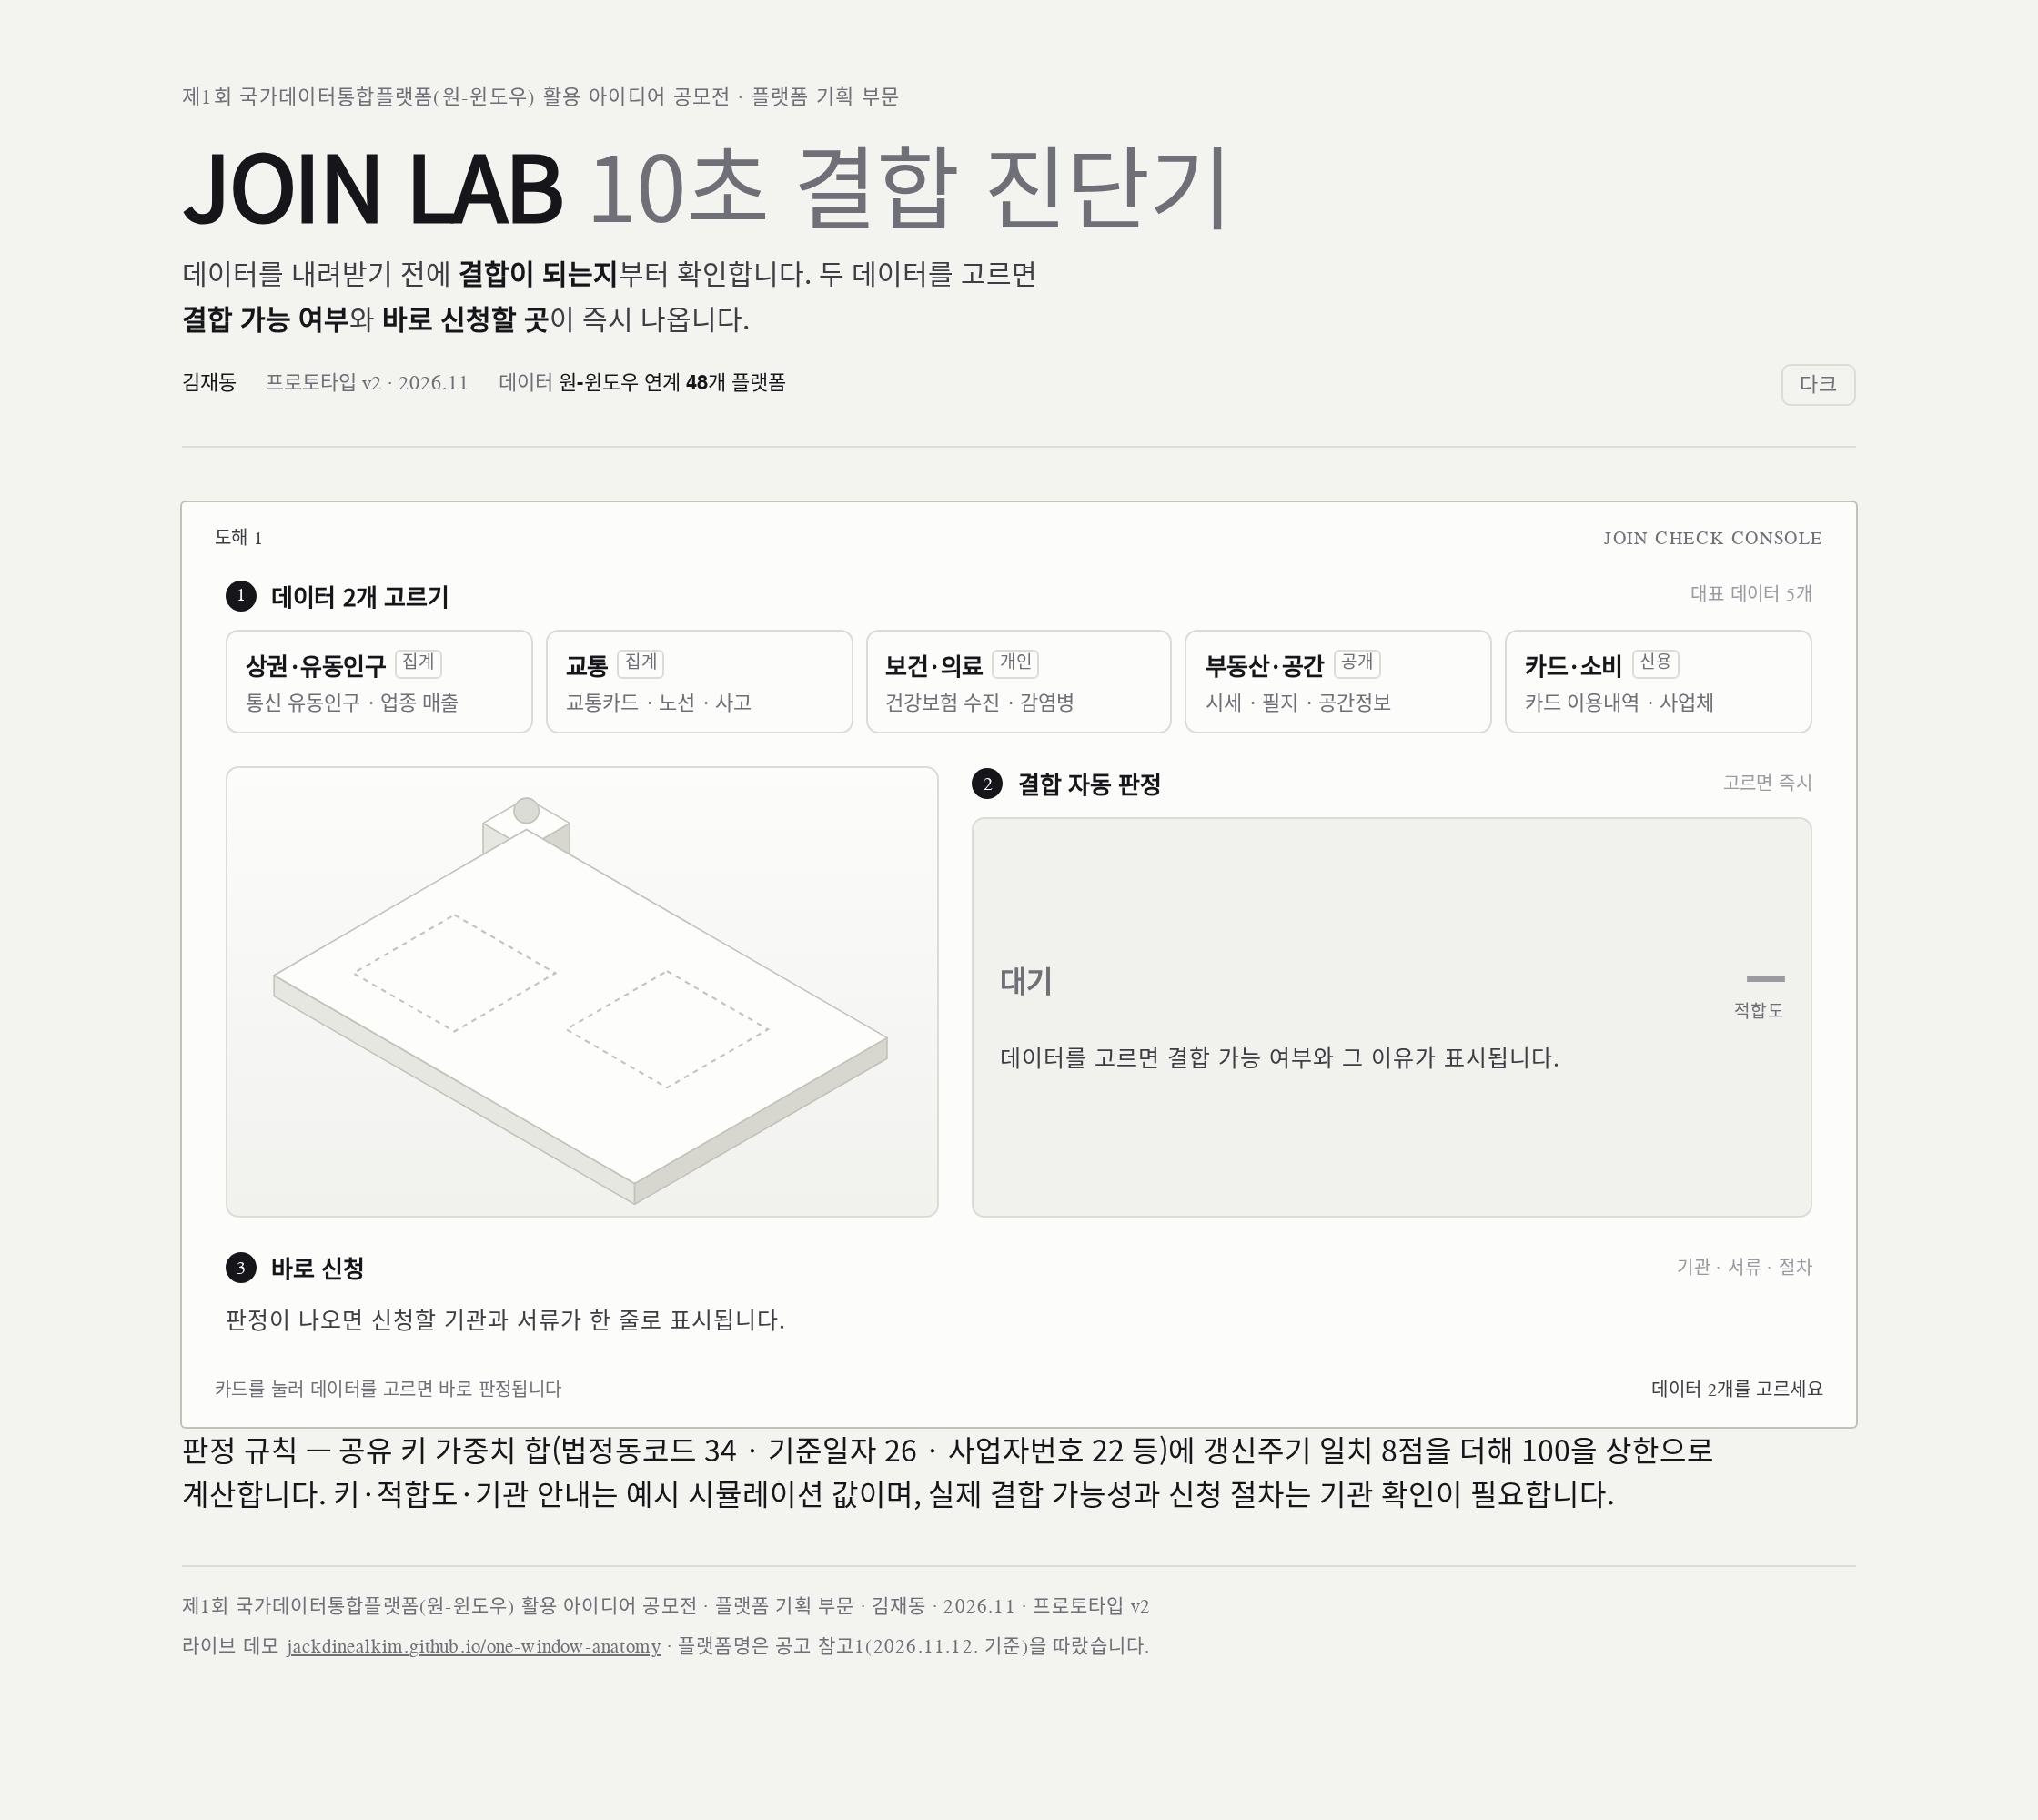 제1회 국가데이터통합플랫폼(원-윈도우) 활용 아이디어 공모전 · 플랫폼 기획 부문
JOIN LAB 10초 결합 진단기
데이터를 내려받기 전에 결합이 되는지부터 확인합니다. 두 데이터를 고르면
결합 가능 여부와 바로 신청할 곳이 즉시 나옵니다.
김재동 프로토타입 v2 · 2026.11 데이터 원-윈도우 연계 48개 플랫폼
다크
도해 1
JOIN CHECK CONSOLE
1 데이터 2개 고르기
대표 데이터 5개
상권·유동인구 집계
통신 유동인구 · 업종 매출
교통 집계
교통카드 · 노선 · 사고
보건·의료 개인
건강보험 수진 · 감염병
부동산·공간 공개
시세 · 필지 · 공간정보
카드·소비 신용
카드 이용내역 · 사업체
2 결합 자동 판정
고르면 즉시
대기
—
적합도
데이터를 고르면 결합 가능 여부와 그 이유가 표시됩니다.
3 바로 신청
기관 · 서류 · 절차
판정이 나오면 신청할 기관과 서류가 한 줄로 표시됩니다.
카드를 눌러 데이터를 고르면 바로 판정됩니다
데이터 2개를 고르세요
판정 규칙 — 공유 키 가중치 합(법정동코드 34 · 기준일자 26 · 사업자번호 22 등)에 갱신주기 일치 8점을 더해 100을 상한으로
계산합니다. 키·적합도·기관 안내는 예시 시뮬레이션 값이며, 실제 결합 가능성과 신청 절차는 기관 확인이 필요합니다.
제1회 국가데이터통합플랫폼(원-윈도우) 활용 아이디어 공모전 · 플랫폼 기획 부문 · 김재동 · 2026.11 · 프로토타입 v2
라이브 데모 jackdinealkim.github.io/one-window-anatomy · 플랫폼명은 공고 참고1(2026.11.12. 기준)을 따랐습니다.